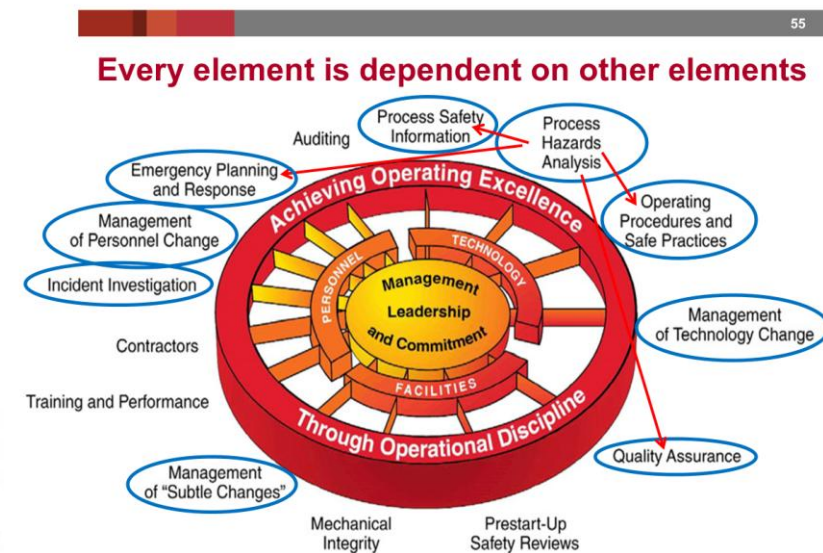 55
Every element is dependent on other elements
Auditing
Process Safety
Information
Process
Hazards
Analysis
Emergency Planning
and Response
Operating
Procedures and
Safe Practices
Management
of Personnel Change
Incident Investigation
Management
of Technology Change
Contractors
Training and Performance
Quality Assurance
Management
of “Subtle Changes”
Mechanical
Integrity
Prestart-Up
Safety Reviews
Achieving Operating Excellence
PERSONNEL
TECHNOLOGY
Management
Leadership
and Commitment
FACILITIES
Through Operational Discipline